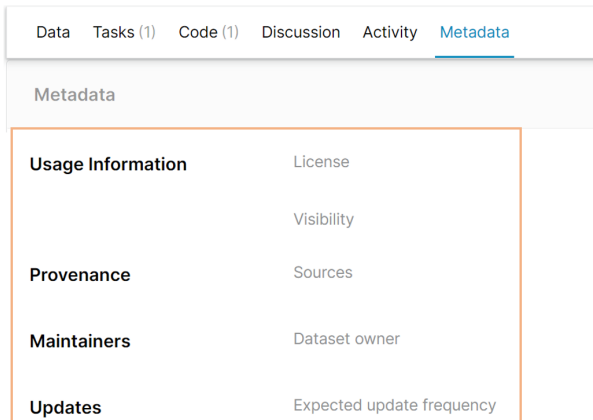 Data Tasks (1) Code (1) Discussion Activity Metadata
Metadata
Usage Information License
Visibility
Provenance Sources
Maintainers Dataset owner
Updates Expected update frequency